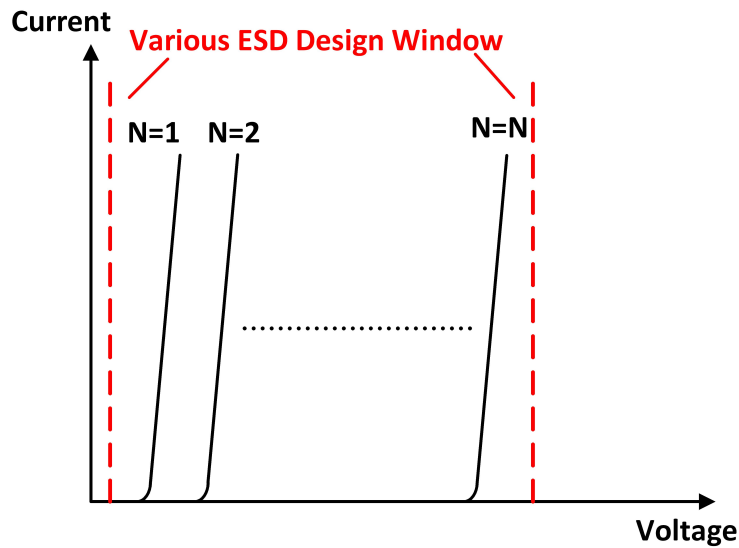 Current
Various ESD Design Window
N=1
N=2
N=N
Voltage